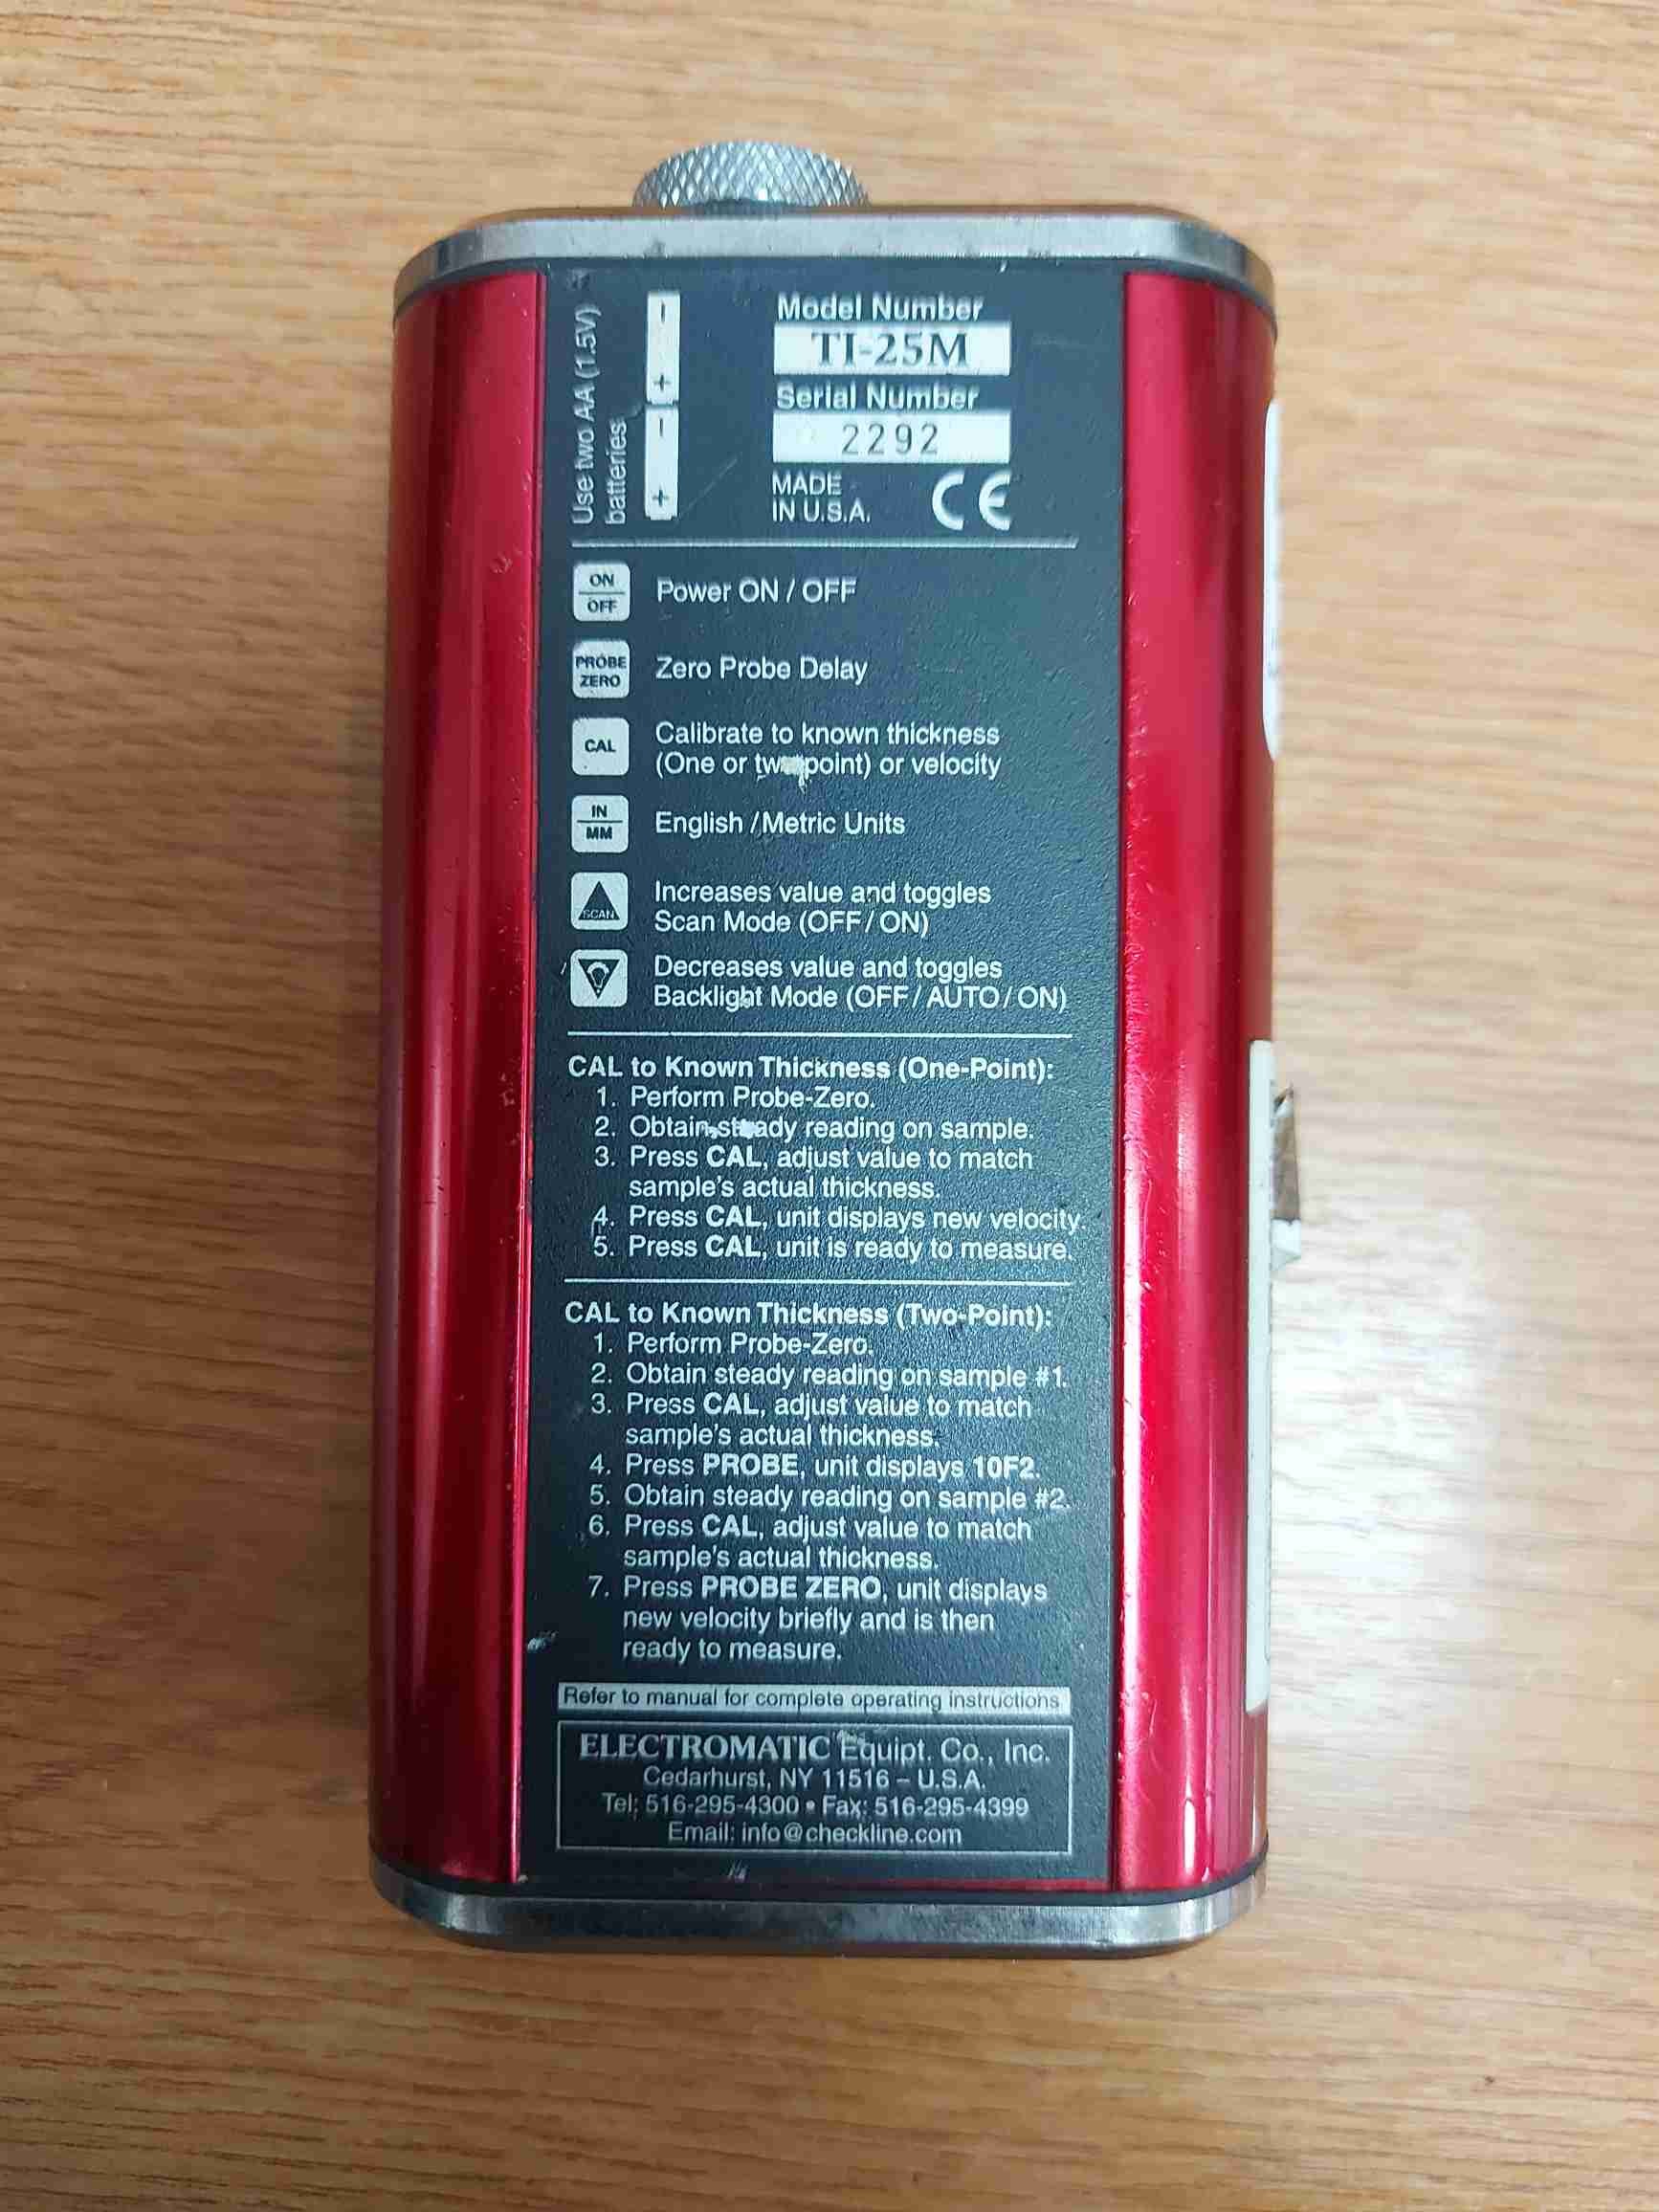 Use two AA (1.5V)
batteries
- +
- +
Model Number
TI-25M
Serial Number
2292
MADE
IN U.S.A.
CE
ON
OFF
Power ON / OFF
PROBE
ZERO
Zero Probe Delay
CAL
Calibrate to known thickness
(One or two point) or velocity
IN
MM
English / Metric Units
SCAN
Increases value and toggles
Scan Mode (OFF / ON)
Decreases value and toggles
Backlight Mode (OFF / AUTO / ON)
CAL to Known Thickness (One-Point):
1. Perform Probe-Zero.
2. Obtain steady reading on sample.
3. Press CAL, adjust value to match
sample's actual thickness.
4. Press CAL, unit displays new velocity.
5. Press CAL, unit is ready to measure.
CAL to Known Thickness (Two-Point):
1. Perform Probe-Zero.
2. Obtain steady reading on sample #1.
3. Press CAL, adjust value to match
sample's actual thickness.
4. Press PROBE, unit displays 10F2.
5. Obtain steady reading on sample #2.
6. Press CAL, adjust value to match
sample's actual thickness.
7. Press PROBE ZERO, unit displays
new velocity briefly and is then
ready to measure.
Refer to manual for complete operating instructions
ELECTROMATIC Equipt. Co., Inc.
Cedarhurst, NY 11516 – U.S.A.
Tel: 516-295-4300 • Fax: 516-295-4399
Email: info@checkline.com